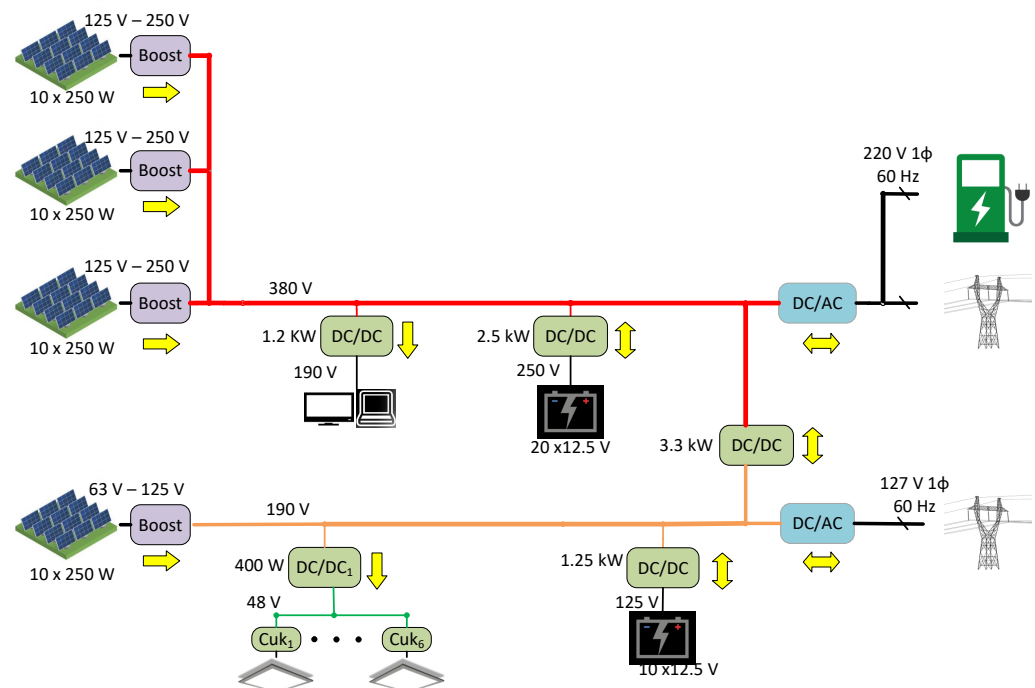 125 V – 250 V
Boost
10 x 250 W
125 V – 250 V
Boost
10 x 250 W
220 V 1ϕ
60 Hz
125 V – 250 V
Boost
10 x 250 W
380 V
DC/AC
1.2 KW
DC/DC
190 V
2.5 kW
DC/DC
250 V
20 x12.5 V
3.3 kW
DC/DC
63 V – 125 V
Boost
10 x 250 W
190 V
DC/AC
127 V 1ϕ
60 Hz
400 W
DC/DC₁
48 V
Cuk₁
Cuk₆
1.25 kW
DC/DC
125 V
10 x12.5 V